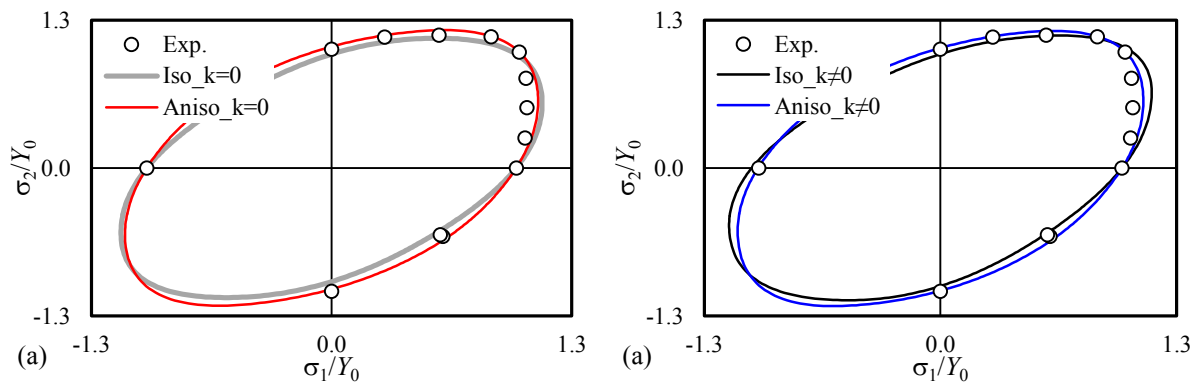 1.3
Exp.
Iso_k=0
Aniso_k=0
σ2/Y0
0.0
-1.3
(a)
-1.3
0.0
1.3
σ1/Y0
1.3
Exp.
Iso_k≠0
Aniso_k≠0
σ2/Y0
0.0
-1.3
(a)
-1.3
0.0
1.3
σ1/Y0